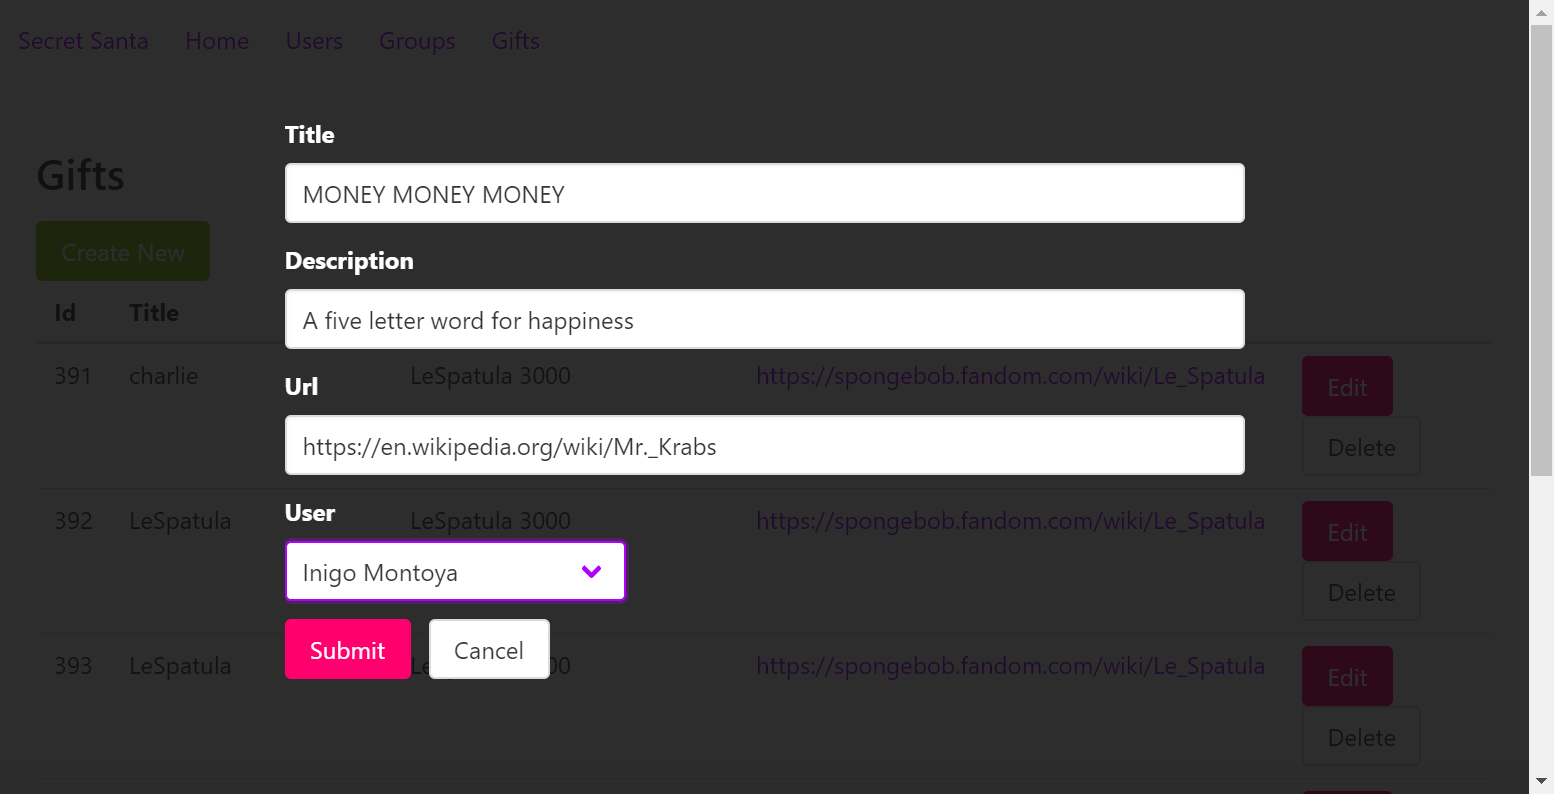 Secret Santa Home Users Groups Gifts
Title
Gifts
MONEY MONEY MONEY
Create New
Description
Id Title
A five letter word for happiness
391 charlie LeSpatula 3000 https://spongebob.fandom.com/wiki/Le_Spatula Edit
Url
https://en.wikipedia.org/wiki/Mr._Krabs
Delete
User
392 LeSpatula LeSpatula 3000 https://spongebob.fandom.com/wiki/Le_Spatula Edit
Inigo Montoya
Delete
Submit Cancel
393 LeSpatula https://spongebob.fandom.com/wiki/Le_Spatula Edit
Delete